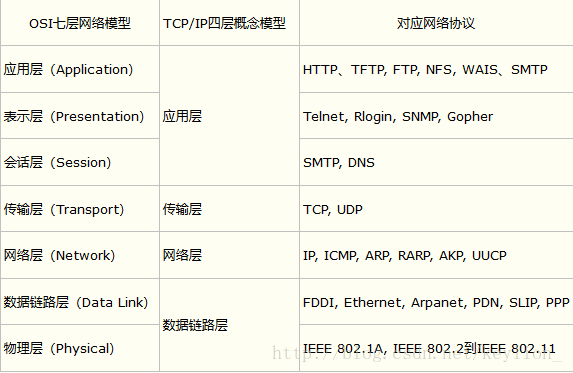 OSI七层网络模型 TCP/IP四层概念模型 对应网络协议
应用层（Application） 应用层 HTTP、TFTP, FTP, NFS, WAIS、SMTP
表示层（Presentation） Telnet, Rlogin, SNMP, Gopher
会话层（Session） SMTP, DNS
传输层（Transport） 传输层 TCP, UDP
网络层（Network） 网络层 IP, ICMP, ARP, RARP, AKP, UUCP
数据链路层（Data Link） 数据链路层 FDDI, Ethernet, Arpanet, PDN, SLIP, PPP
物理层（Physical） IEEE 802.1A, IEEE 802.2到IEEE 802.11